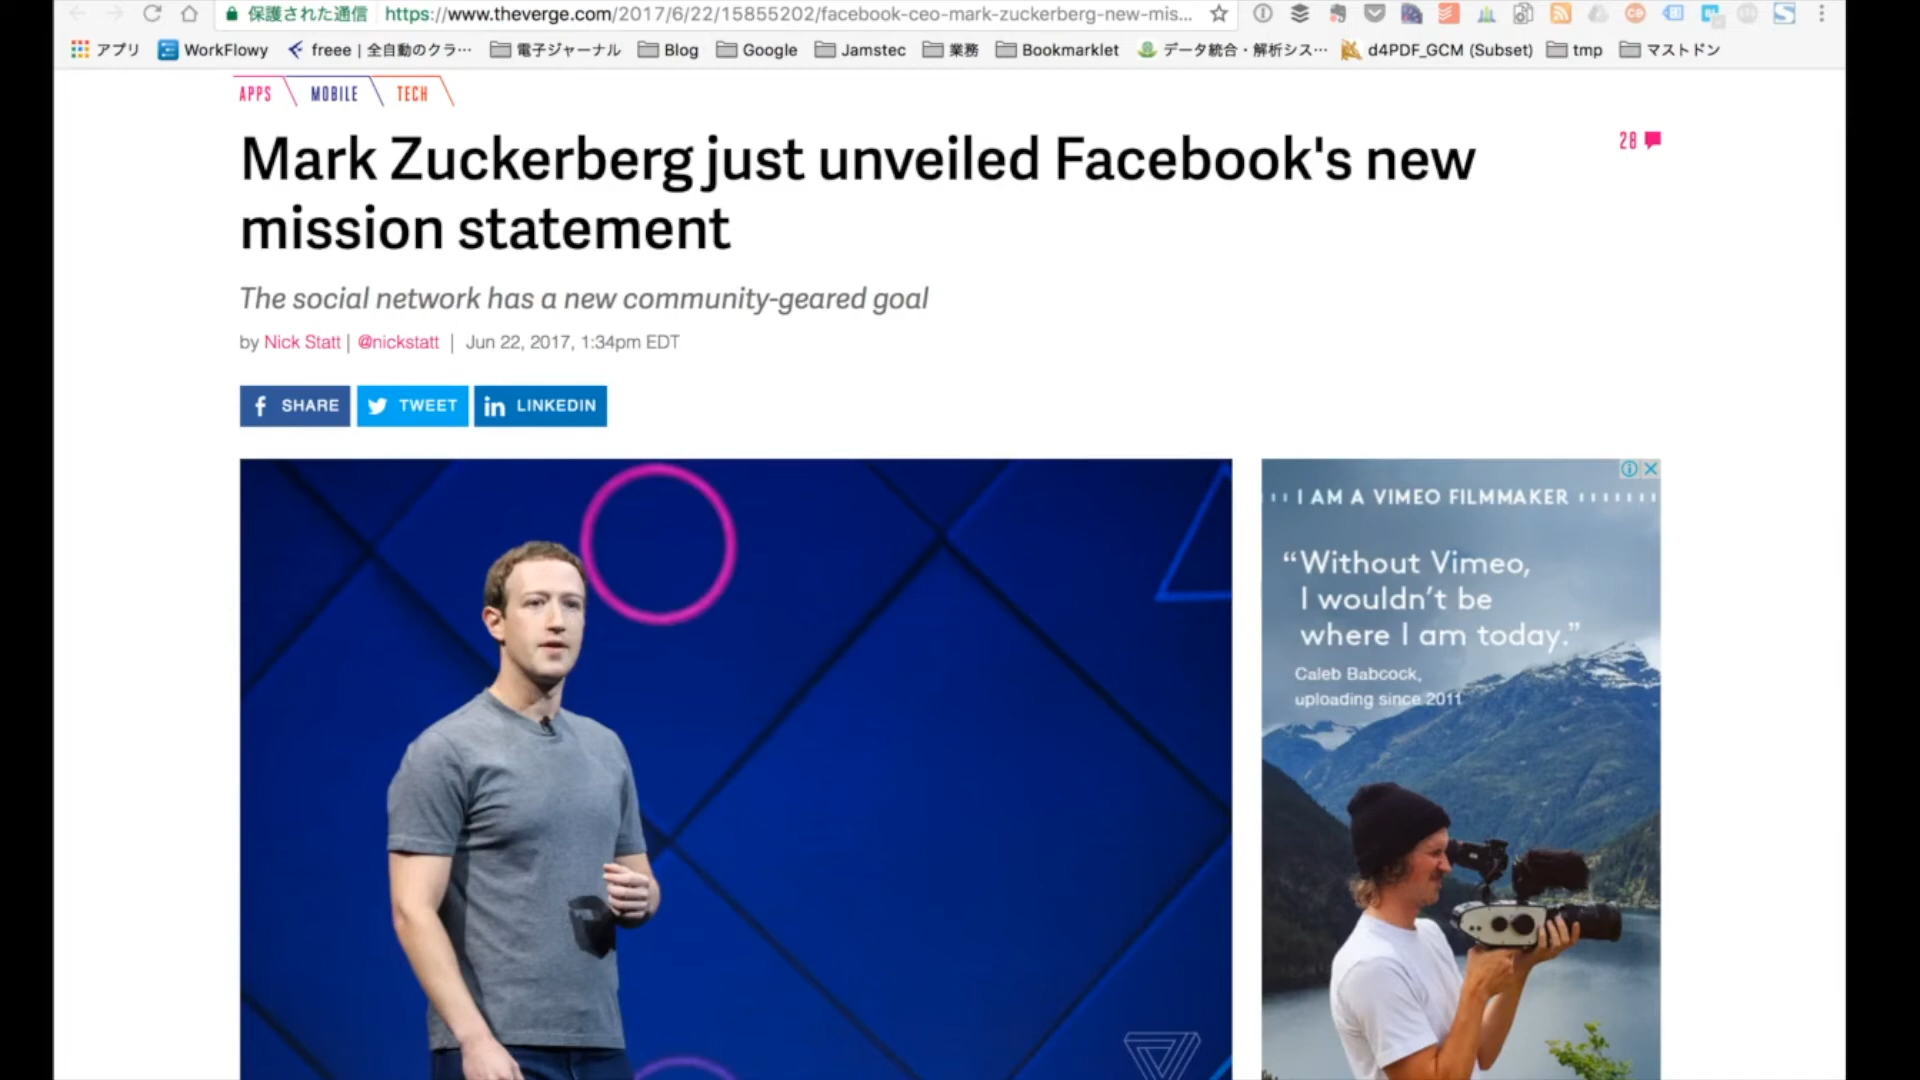 保護された通信 https://www.theverge.com/2017/6/22/15855202/facebook-ceo-mark-zuckerberg-new-mis...
アプリ WorkFlowy freee | 全自動のクラ… 電子ジャーナル Blog Google Jamstec 業務 Bookmarklet データ統合・解析シス… d4PDF_GCM (Subset) tmp マストドン
APPS MOBILE TECH
Mark Zuckerberg just unveiled Facebook's new
mission statement
28
The social network has a new community-geared goal
by Nick Statt | @nickstatt | Jun 22, 2017, 1:34pm EDT
SHARE TWEET LINKEDIN
I AM A VIMEO FILMMAKER
“Without Vimeo,
I wouldn’t be
where I am today.”
Caleb Babcock,
uploading since 2011